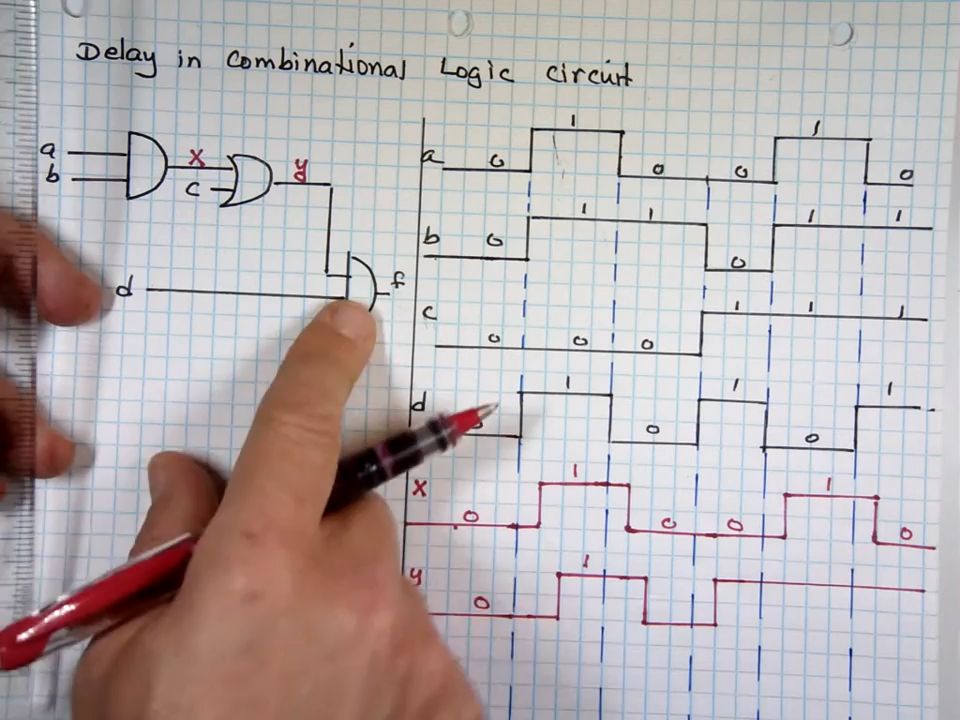 Delay in combinational Logic circuit
a
b
x
c
y
d
f
a 0 1 0 0 1 0
b 0 1 1 0 1 1
c 0 0 0 1 1 1
d 1 0 1 0 1
x 0 1 0 0 1 0
y 0 1